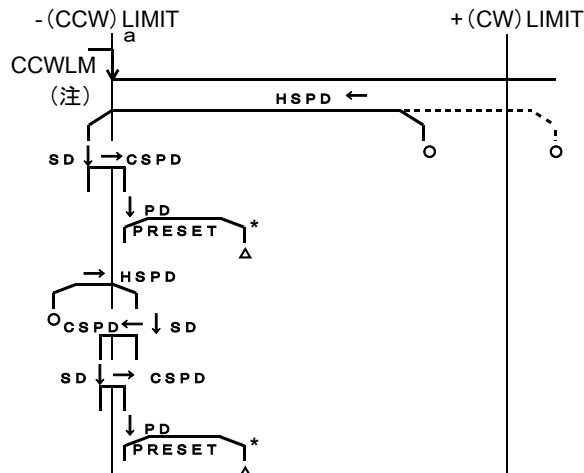 -(CCW)LIMIT
+(CW)LIMIT
a
CCWLM
(注)
HSPD ←
SD ↓ → CSPD
↓ PD
PRESET *
→ HSPD
CSPD ← ↓ SD
SD ↓ → CSPD
↓ PD
PRESET *